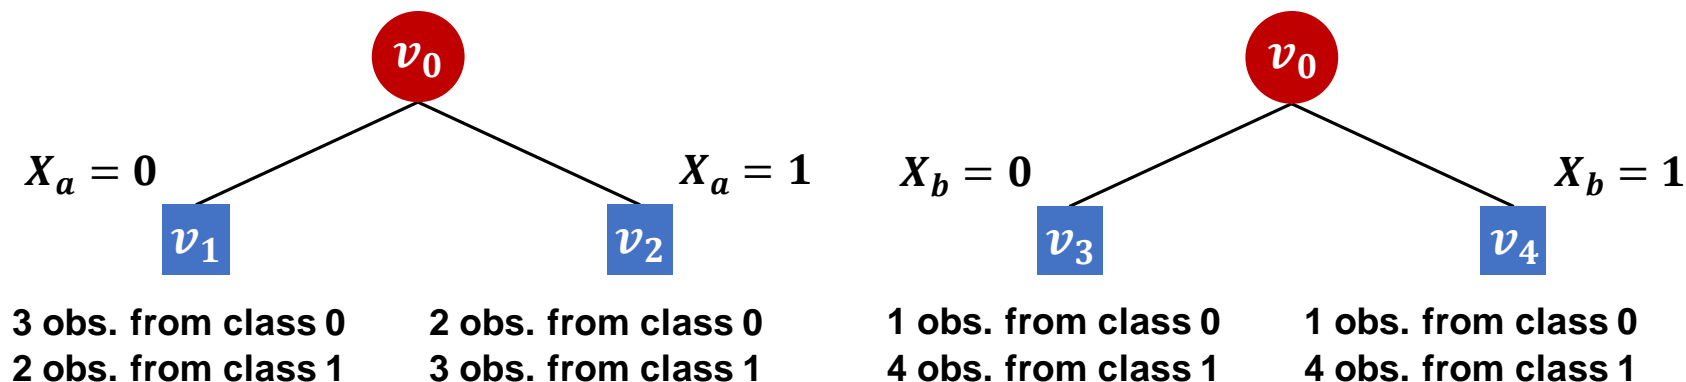 v₀
Xₐ = 0
Xₐ = 1
v₁
v₂
3 obs. from class 0
2 obs. from class 1
2 obs. from class 0
3 obs. from class 1
v₀
X_b = 0
X_b = 1
v₃
v₄
1 obs. from class 0
4 obs. from class 1
1 obs. from class 0
4 obs. from class 1